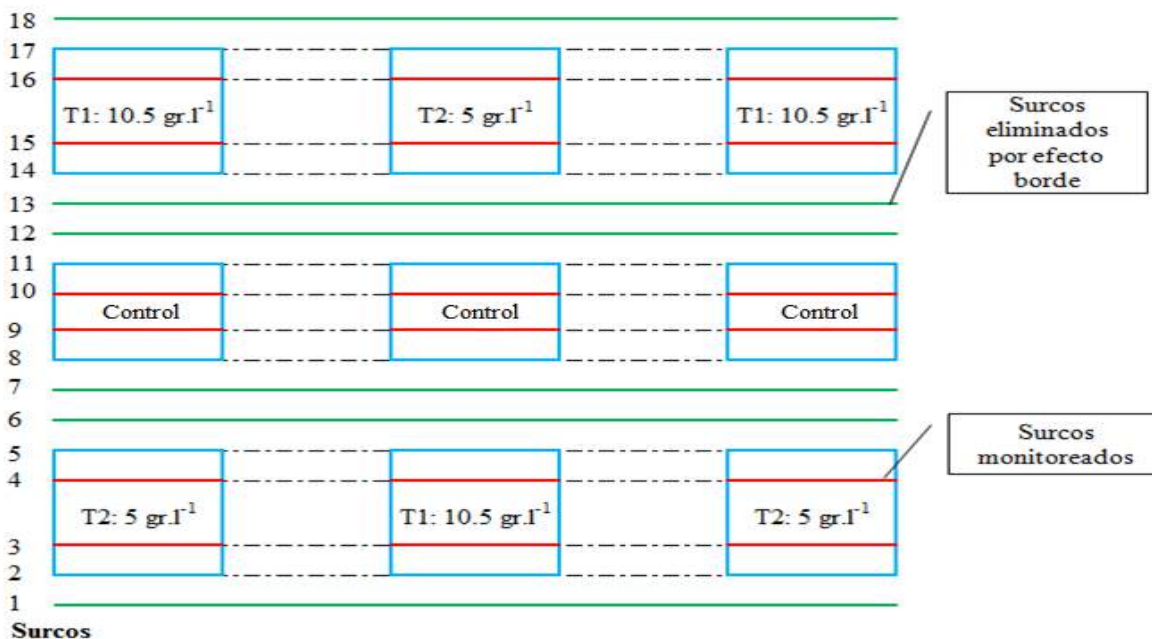 18
17
16
T1: 10.5 gr.l⁻¹
T2: 5 gr.l⁻¹
T1: 10.5 gr.l⁻¹
15
14
13
12
11
10
Control
Control
Control
9
8
7
6
5
4
T2: 5 gr.l⁻¹
T1: 10.5 gr.l⁻¹
T2: 5 gr.l⁻¹
3
2
1
Surcos
Surcos
eliminados
por efecto
borde
Surcos
monitoreados